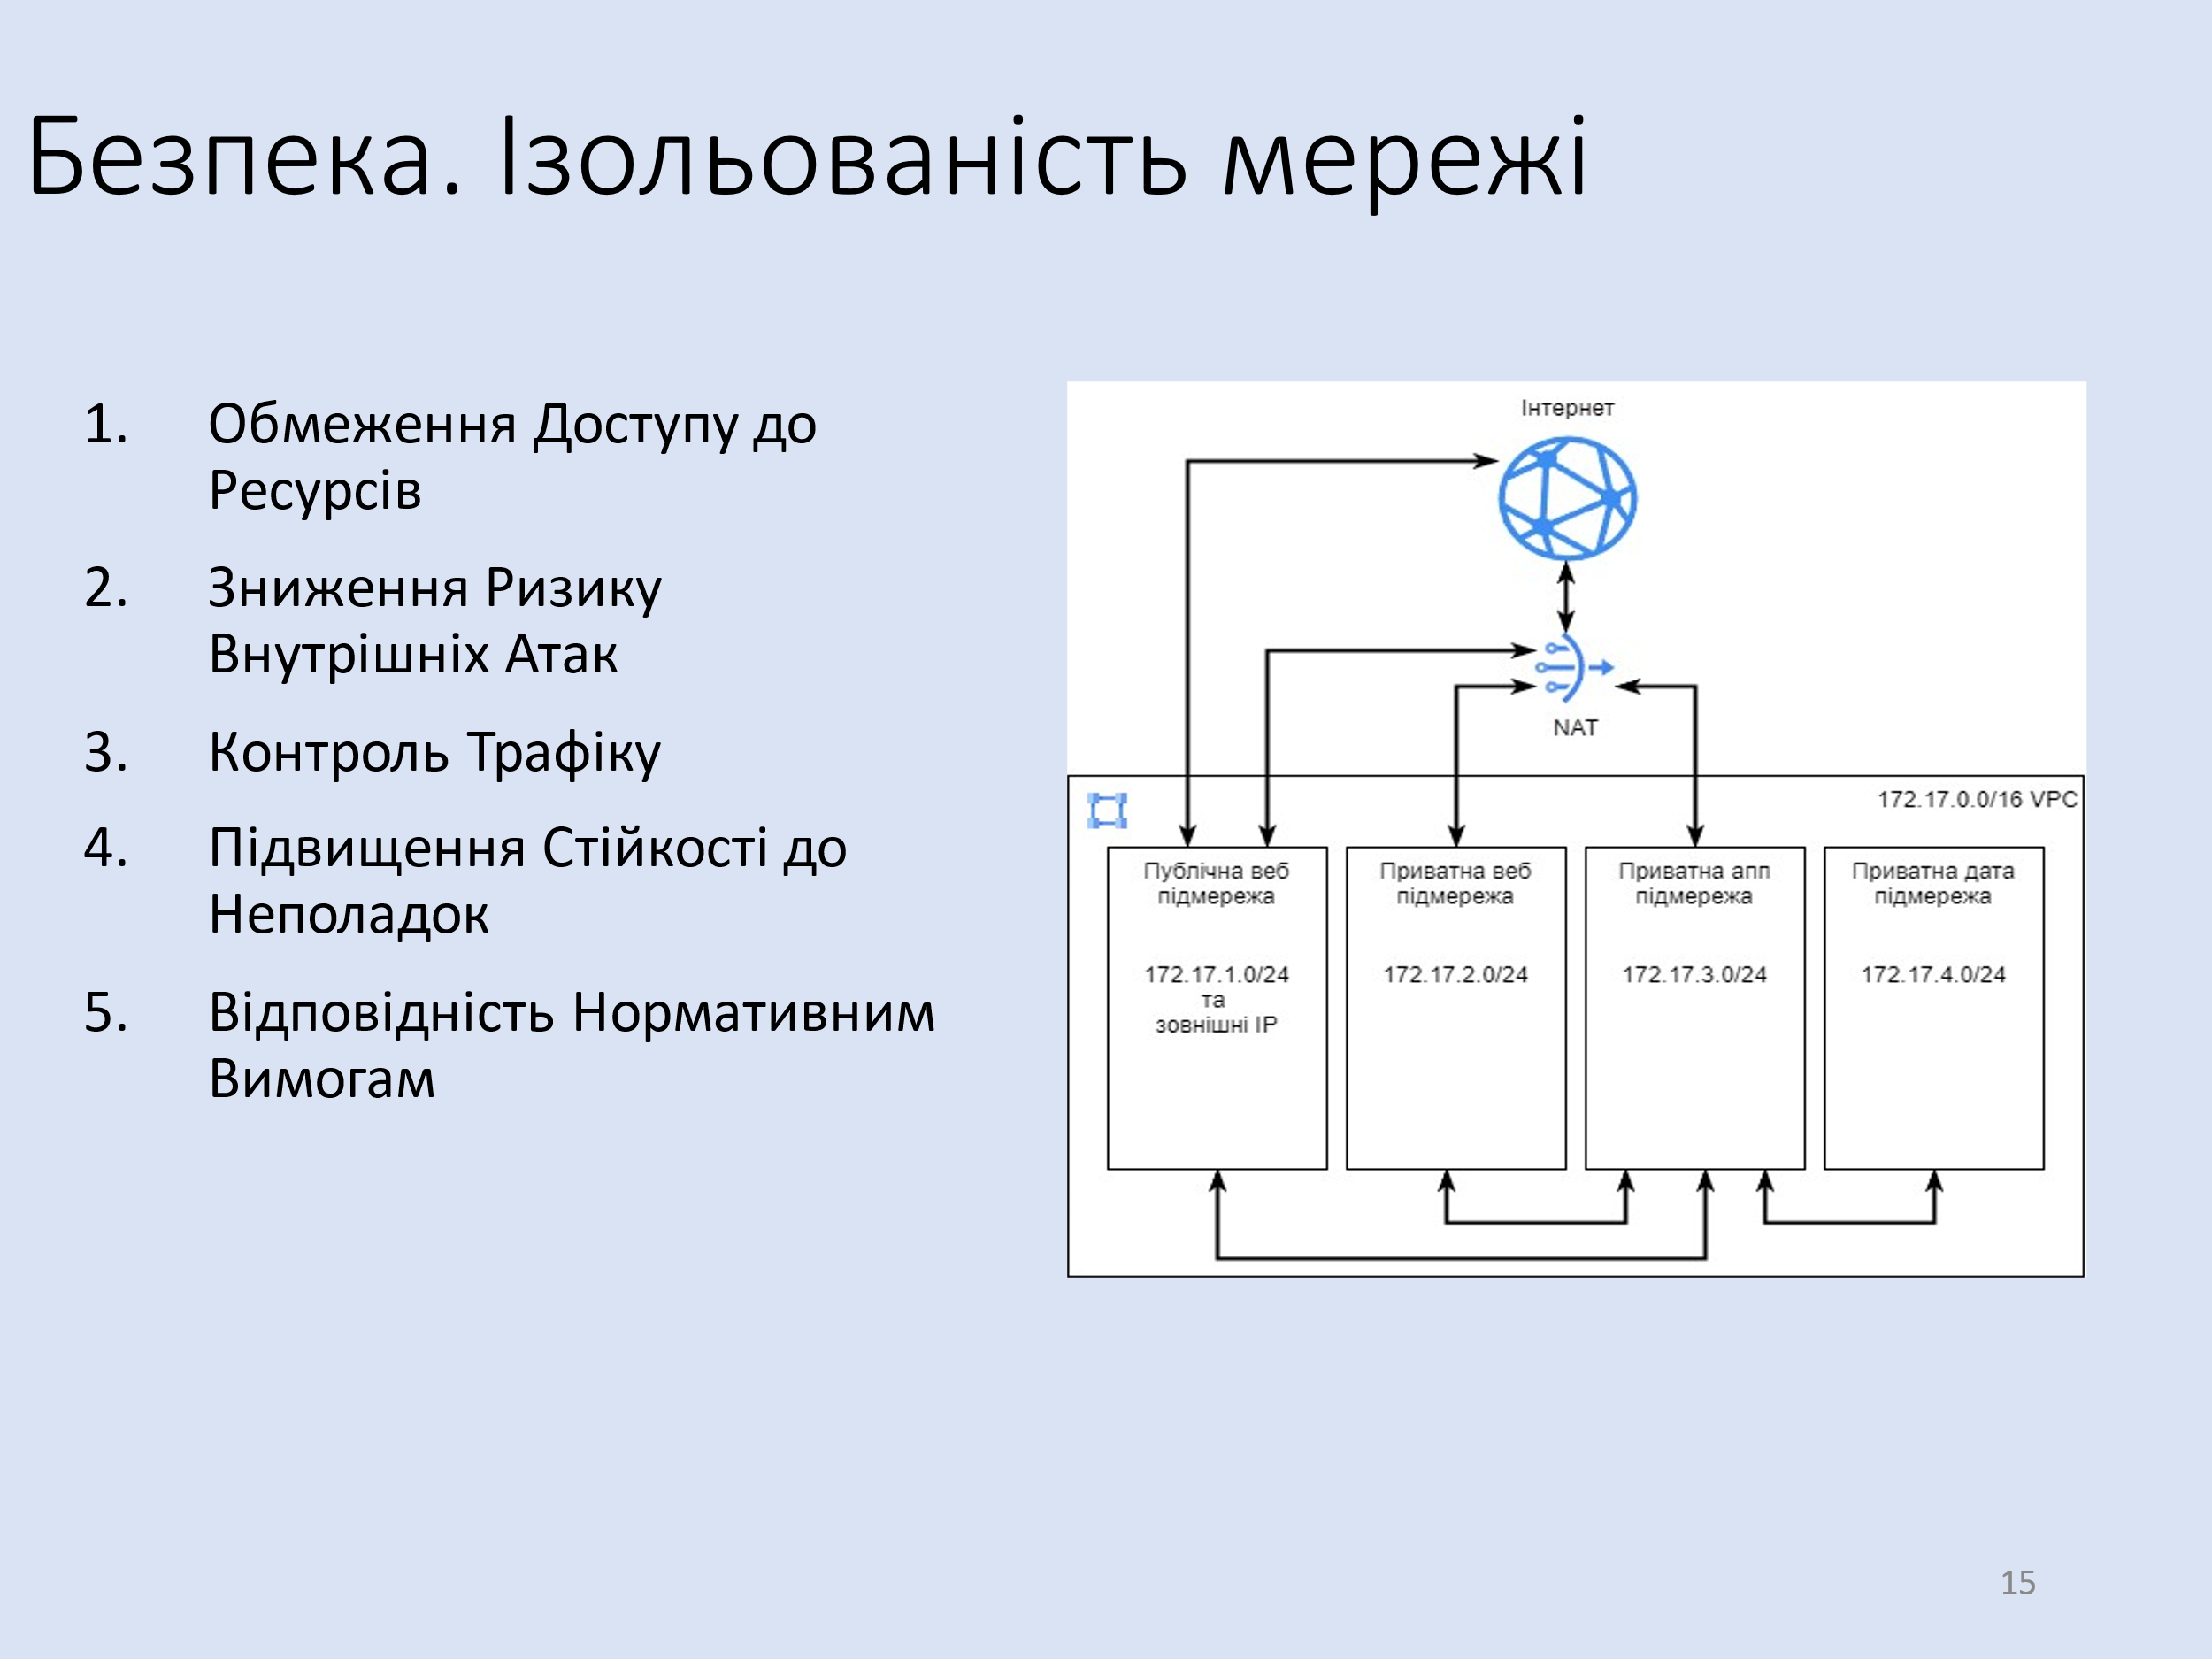 Безпека. Ізольованість мережі
1. Обмеження Доступу до
Ресурсів
2. Зниження Ризику
Внутрішніх Атак
3. Контроль Трафіку
4. Підвищення Стійкості до
Неполадок
5. Відповідність Нормативним
Вимогам
Інтернет
NAT
172.17.0.0/16 VPC
Публічна веб
підмережа
172.17.1.0/24
та
зовнішні IP
Приватна веб
підмережа
172.17.2.0/24
Приватна апп
підмережа
172.17.3.0/24
Приватна дата
підмережа
172.17.4.0/24
15